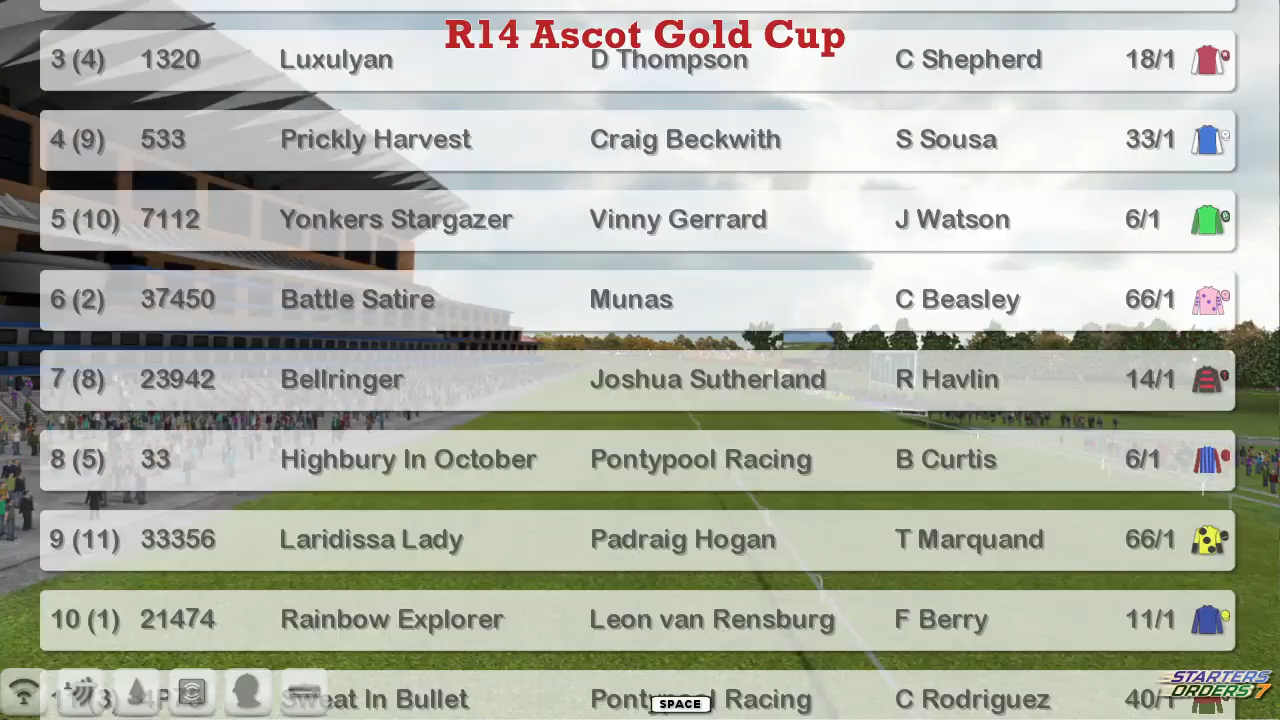 R14 Ascot Gold Cup
3 (4) 1320 Luxulyan D Thompson C Shepherd 18/1
4 (9) 533 Prickly Harvest Craig Beckwith S Sousa 33/1
5 (10) 7112 Yonkers Stargazer Vinny Gerrard J Watson 6/1
6 (2) 37450 Battle Satire Munas C Beasley 66/1
7 (8) 23942 Bellringer Joshua Sutherland R Havlin 14/1
8 (5) 33 Highbury In October Pontypool Racing B Curtis 6/1
9 (11) 33356 Laridissa Lady Padraig Hogan T Marquand 66/1
10 (1) 21474 Rainbow Explorer Leon van Rensburg F Berry 11/1
Sweat In Bullet Pontypool Racing C Rodriguez 40/1
SPACE
STARTERS ORDERS 7